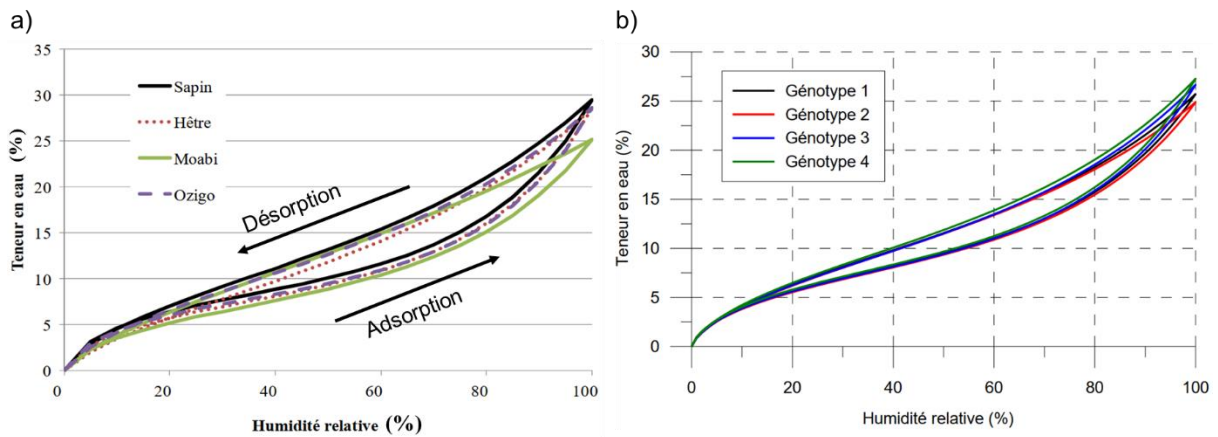 a)
35
30
25
20
15
10
5
0
Teneur en eau (%)
Sapin
Hêtre
Moabi
Ozigo
Désorption
Adsorption
0 20 40 60 80 100
Humidité relative (%)
b)
30
25
20
15
10
5
0
Teneur en eau (%)
Génotype 1
Génotype 2
Génotype 3
Génotype 4
0 20 40 60 80 100
Humidité relative (%)